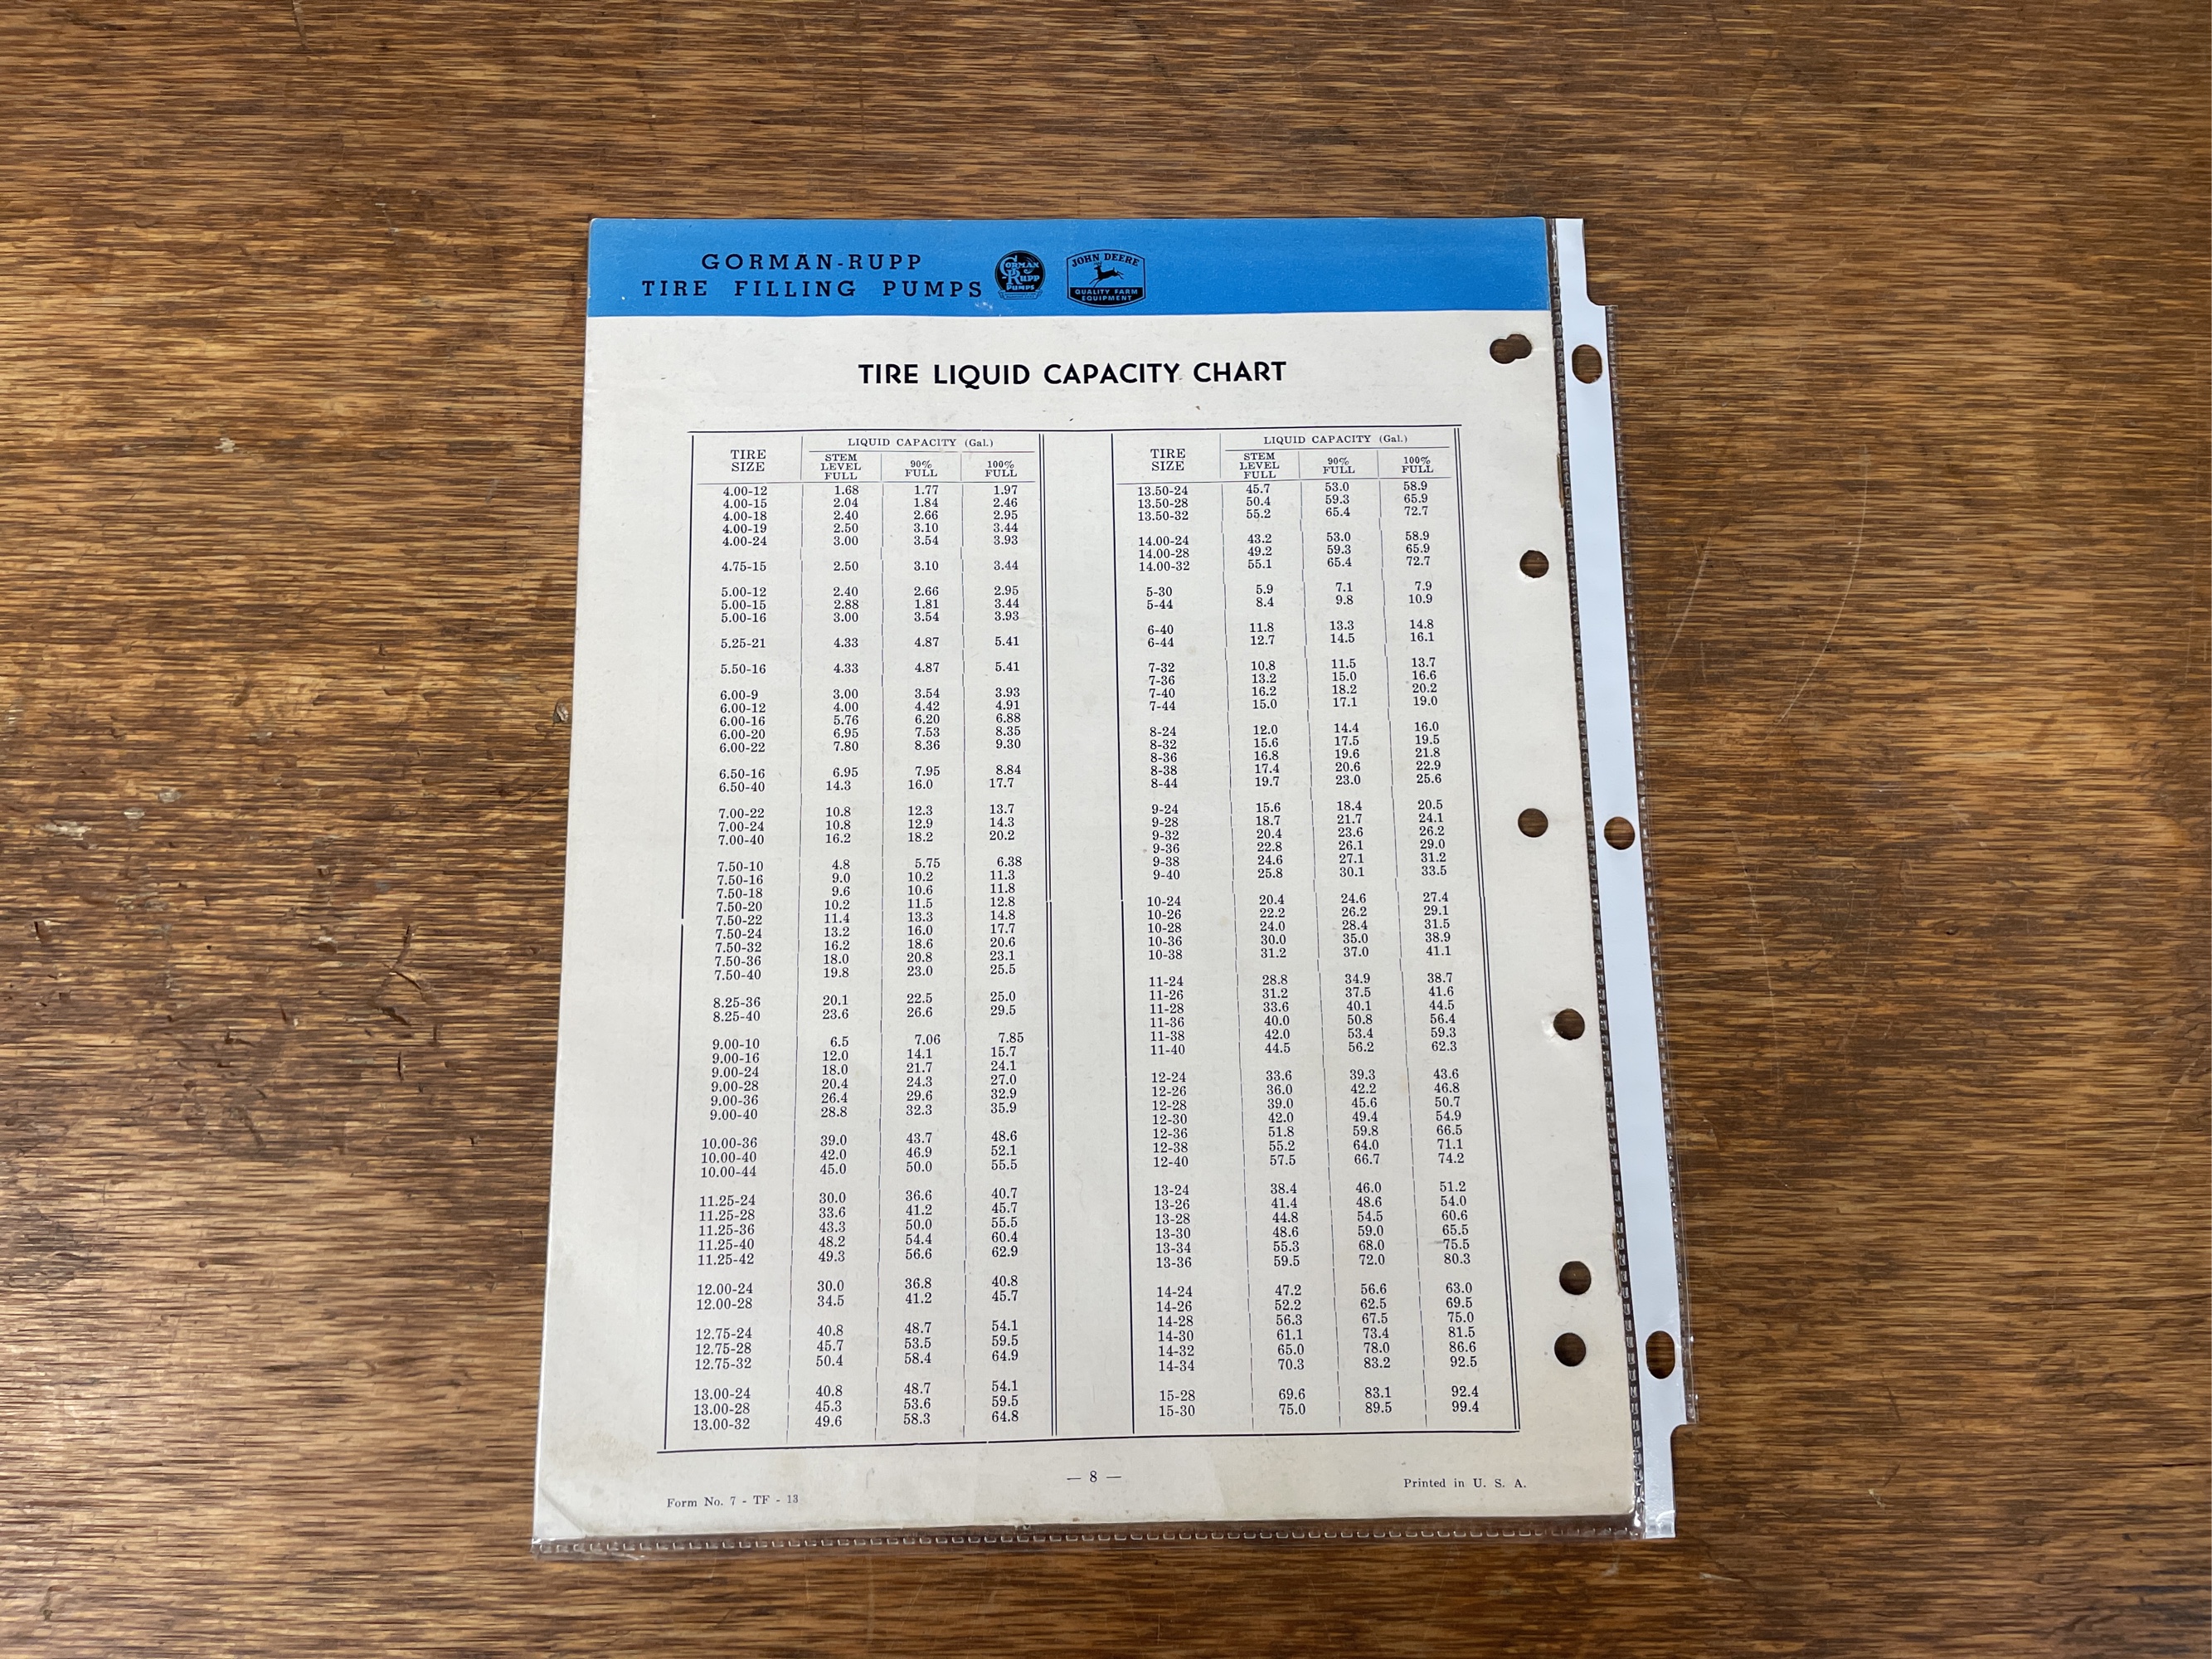 GORMAN-RUPP
TIRE FILLING PUMPS
GORMAN RUPP PUMPS
JOHN DEERE
QUALITY FARM
EQUIPMENT
TIRE LIQUID CAPACITY CHART
TIRE SIZE LIQUID CAPACITY (Gal.)
STEM LEVEL FULL 90% FULL 100% FULL
4.00-12 1.68 1.77 1.97
4.00-15 2.04 1.84 2.46
4.00-18 2.40 2.66 2.95
4.00-19 2.50 3.10 3.44
4.00-24 3.00 3.54 3.93
4.75-15 2.50 3.10 3.44
5.00-12 2.40 2.66 2.95
5.00-15 2.88 1.81 3.44
5.00-16 3.00 3.54 3.93
5.25-21 4.33 4.87 5.41
5.50-16 4.33 4.87 5.41
6.00-9 3.00 3.54 3.93
6.00-12 4.00 4.42 4.91
6.00-16 5.76 6.20 6.88
6.00-20 6.95 7.53 8.35
6.00-22 7.80 8.36 9.30
6.50-16 6.95 7.95 8.84
6.50-40 14.3 16.0 17.7
7.00-22 10.8 12.3 13.7
7.00-24 10.8 12.9 14.3
7.00-40 16.2 18.2 20.2
7.50-10 4.8 5.75 6.38
7.50-16 9.0 10.2 11.3
7.50-18 9.6 10.6 11.8
7.50-20 10.2 11.5 12.8
7.50-22 11.4 13.3 14.8
7.50-24 13.2 16.0 17.7
7.50-32 16.2 18.6 20.6
7.50-36 18.0 20.8 23.1
7.50-40 19.8 23.0 25.5
8.25-36 20.1 22.5 25.0
8.25-40 23.6 26.6 29.5
9.00-10 6.5 7.06 7.85
9.00-16 12.0 14.1 15.7
9.00-24 18.0 21.7 24.1
9.00-28 20.4 24.3 27.0
9.00-36 26.4 29.6 32.9
9.00-40 28.8 32.3 35.9
10.00-36 39.0 43.7 48.6
10.00-40 42.0 46.9 52.1
10.00-44 45.0 50.0 55.5
11.25-24 30.0 36.6 40.7
11.25-28 33.6 41.2 45.7
11.25-36 43.3 50.0 55.5
11.25-40 48.2 54.4 60.4
11.25-42 49.3 56.6 62.9
12.00-24 30.0 36.8 40.8
12.00-28 34.5 41.2 45.7
12.75-24 40.8 48.7 54.1
12.75-28 45.7 53.5 59.5
12.75-32 50.4 58.4 64.9
13.00-24 40.8 48.7 54.1
13.00-28 45.3 53.6 59.5
13.00-32 49.6 58.3 64.8
TIRE SIZE LIQUID CAPACITY (Gal.)
STEM LEVEL FULL 90% FULL 100% FULL
13.50-24 45.7 53.0 58.9
13.50-28 50.4 59.3 65.9
13.50-32 55.2 65.4 72.7
14.00-24 43.2 53.0 58.9
14.00-28 49.2 59.3 65.9
14.00-32 55.1 65.4 72.7
5-30 5.9 7.1 7.9
5-44 8.4 9.8 10.9
6-40 11.8 13.3 14.8
6-44 12.7 14.5 16.1
7-32 10.8 11.5 13.7
7-36 13.2 15.0 16.6
7-40 16.2 18.2 20.2
7-44 15.0 17.1 19.0
8-24 12.0 14.4 16.0
8-32 15.6 17.5 19.5
8-36 16.8 19.6 21.8
8-38 17.4 20.6 22.9
8-44 19.7 23.0 25.6
9-24 15.6 18.4 20.5
9-28 18.7 21.7 24.1
9-32 20.4 23.6 26.2
9-36 22.8 26.1 29.0
9-38 24.6 27.1 31.2
9-40 25.8 30.1 33.5
10-24 20.4 24.6 27.4
10-26 22.2 26.2 29.1
10-28 24.0 28.4 31.5
10-36 30.0 35.0 38.9
10-38 31.2 37.0 41.1
11-24 28.8 34.9 38.7
11-26 31.2 37.5 41.6
11-28 33.6 40.1 44.5
11-36 40.0 50.8 56.4
11-38 42.0 53.4 59.3
11-40 44.5 56.2 62.3
12-24 33.6 39.3 43.6
12-26 36.0 42.2 46.8
12-28 39.0 45.6 50.7
12-30 42.0 49.4 54.9
12-36 51.8 59.8 66.5
12-38 55.2 64.0 71.1
12-40 57.5 66.7 74.2
13-24 38.4 46.0 51.2
13-26 41.4 48.6 54.0
13-28 44.8 54.5 60.6
13-30 48.6 59.0 65.5
13-34 55.3 68.0 75.5
13-36 59.5 72.0 80.3
14-24 47.2 56.6 63.0
14-26 52.2 62.5 69.5
14-28 56.3 67.5 75.0
14-30 61.1 73.4 81.5
14-32 65.0 78.0 86.6
14-34 70.3 83.2 92.5
15-28 69.6 83.1 92.4
15-30 75.0 89.5 99.4
— 8 —
Form No. 7 - TF - 13
Printed in U. S. A.